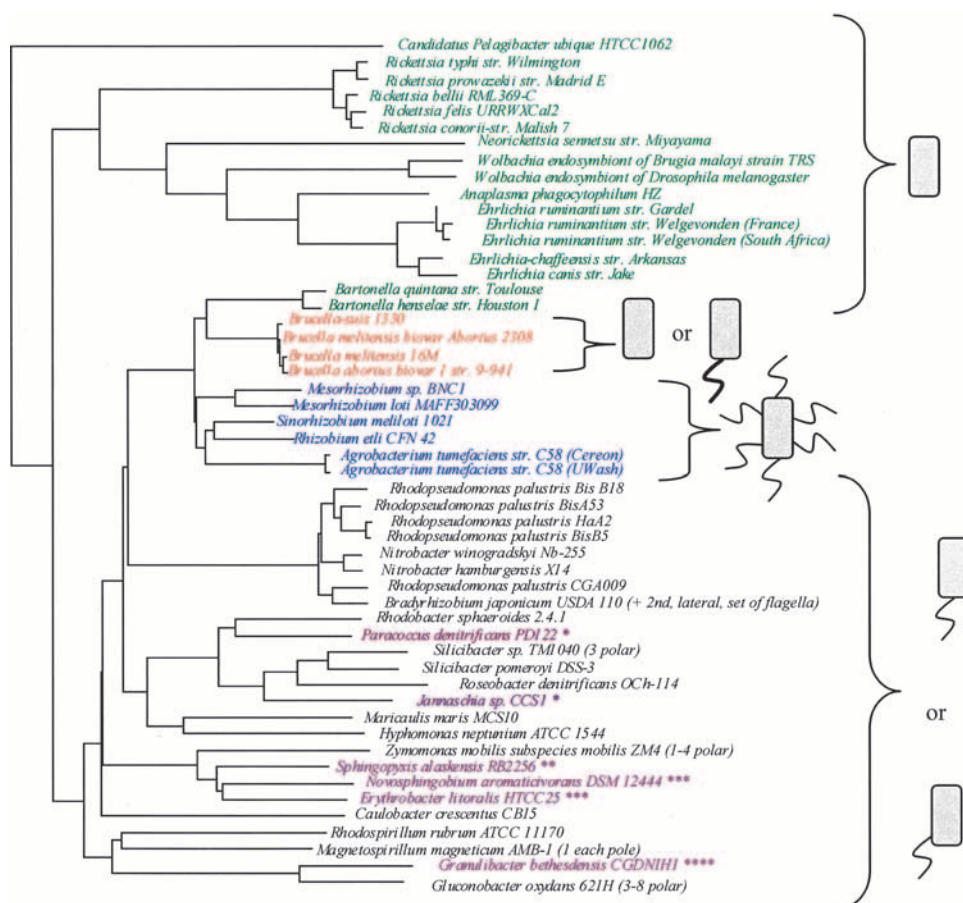 Candidatus Pelagibacter ubique HTCC1062
Rickettsia typhi str. Wilmington
Rickettsia prowazekii str. Madrid E
Rickettsia bellii RML369-C
Rickettsia felis URRWXCal2
Rickettsia conorii-str. Malish 7
Neorickettsia sennetsu str. Miyayama
Wolbachia endosymbiont of Brugia malayi strain TRS
Wolbachia endosymbiont of Drosophila melanogaster
Anaplasma phagocytophilum HZ
Ehrlichia ruminantium str. Gardel
Ehrlichia ruminantium str. Welgevonden (France)
Ehrlichia ruminantium str. Welgevonden (South Africa)
Ehrlichia-chaffeensis str. Arkansas
Ehrlichia canis str. Jake
Bartonella quintana str. Toulouse
Bartonella henselae str. Houston 1
Brucella-suis 1330
Brucella melitensis biovar Abortus 2308
or
Brucella melitensis 16M
Brucella abortus biovar 1 str. 9-941
Mesorhizobium sp. BNC1
Mesorhizobium loti MAFF303099
Sinorhizobium meliloti 1021
Rhizobium etli CFN 42
Agrobacterium tumefaciens str. C58 (Cereon)
Agrobacterium tumefaciens str. C58 (UWash)
Rhodopseudomonas palustris Bis B18
Rhodopseudomonas palustris BisA53
Rhodopseudomonas palustris HaA2
Rhodopseudomonas palustris BisB5
Nitrobacter winogradskyi Nb-255
Nitrobacter hamburgensis X14
Rhodopseudomonas palustris CGA009
Bradyrhizobium japonicum USDA 110 (+ 2nd, lateral, set of flagella)
Rhodobacter sphaeroides 2.4.1
Paracoccus denitrificans PD122 *
Silicibacter sp. TM1040 (3 polar)
Silicibacter pomeroyi DSS-3
Roseobacter denitrificans OCh-114
Jannaschia sp. CCS1 *
or
Maricaulis maris MCS10
Hyphomonas neptunium ATCC 1544
Zymomonas mobilis subspecies mobilis ZM4 (1-4 polar)
Sphingopyxis alaskensis RB2256 **
Novosphingobium aromaticivorans DSM 12444 ***
Erythrobacter litoralis HTCC25 ***
Caulobacter crescentus CB15
Rhodospirillum rubrum ATCC 11170
Magnetospirillum magneticum AMB-1 (1 each pole)
Granulibacter bethesdensis CGDNIH1 ****
Gluconobacter oxydans 621H (3-8 polar)